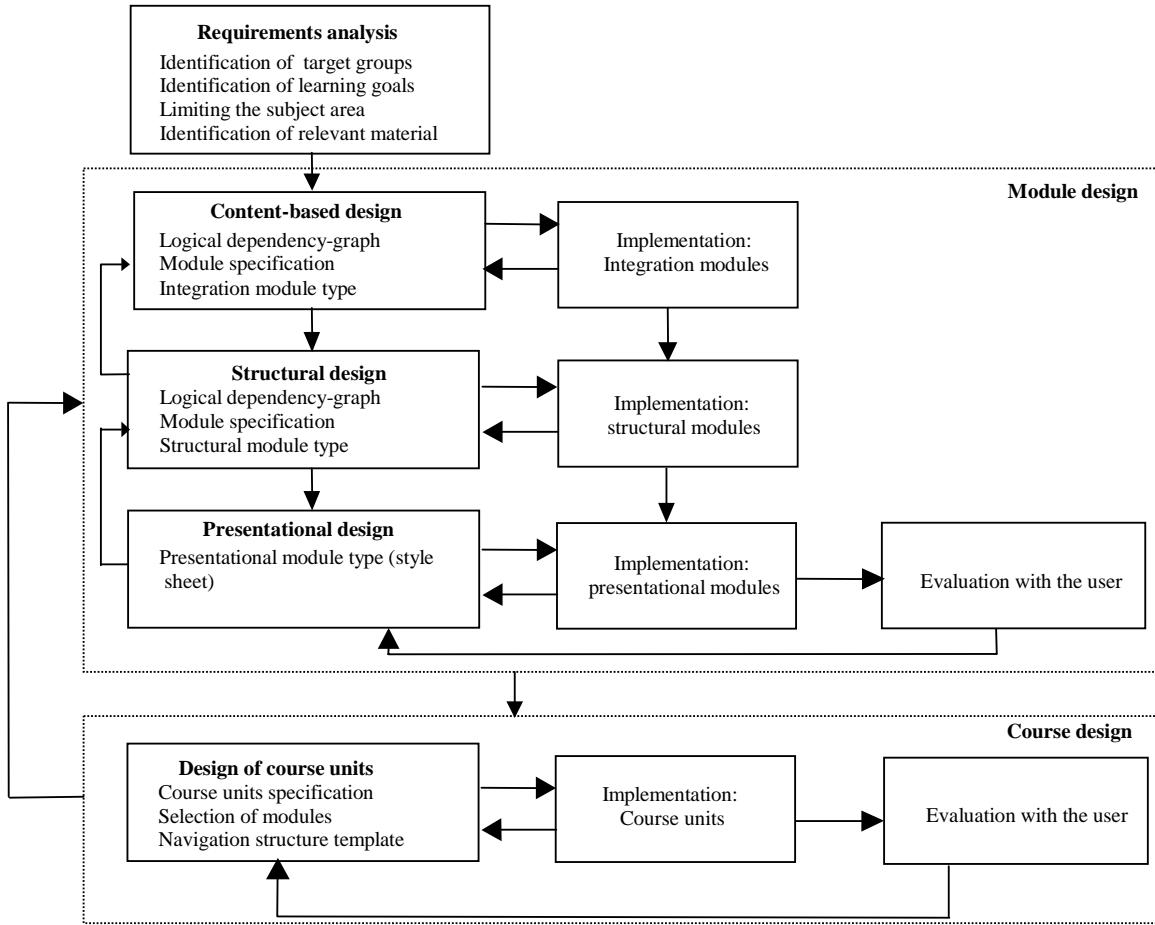 Requirements analysis
Identification of target groups
Identification of learning goals
Limiting the subject area
Identification of relevant material
Module design
Content-based design
Logical dependency-graph
Module specification
Integration module type
Implementation:
Integration modules
Structural design
Logical dependency-graph
Module specification
Structural module type
Implementation:
structural modules
Presentational design
Presentational module type (style
sheet)
Implementation:
presentational modules
Evaluation with the user
Course design
Design of course units
Course units specification
Selection of modules
Navigation structure template
Implementation:
Course units
Evaluation with the user